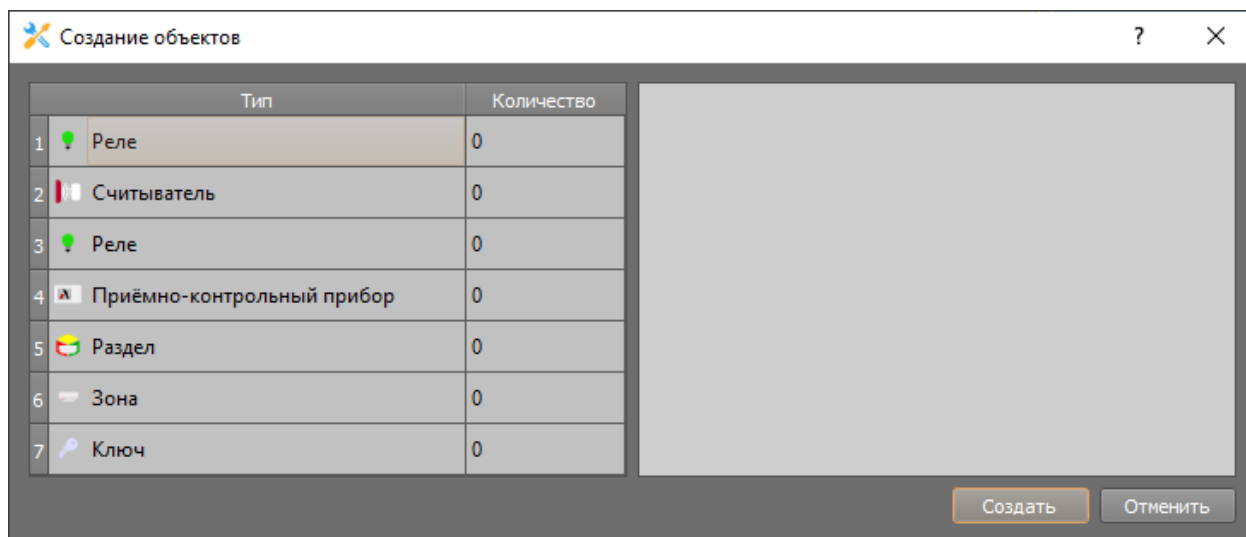 Создание объектов
?
Тип Количество
1 Реле 0
2 Считыватель 0
3 Реле 0
4 Приёмно-контрольный прибор 0
5 Раздел 0
6 Зона 0
7 Ключ 0
Создать Отменить